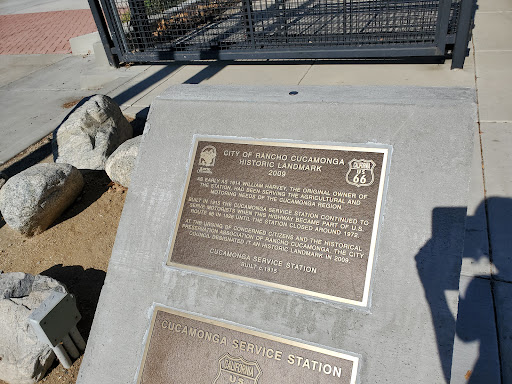 CITY OF RANCHO CUCAMONGA
HISTORIC LANDMARK
2009
CALIFORNIA
U S
66
AS EARLY AS 1914 WILLIAM HARVEY, THE ORIGINAL OWNER OF
THE STATION, HAD BEEN SERVING THE AGRICULTURAL AND
MOTORING NEEDS OF THE CUCAMONGA REGION.
BUILT IN 1915 THE CUCAMONGA SERVICE STATION CONTINUED TO
SERVE MOTORISTS WHEN THIS HIGHWAY BECAME PART OF U.S.
ROUTE 66 IN 1926 UNTIL THE STATION CLOSED AROUND 1970.
AT THE URGING OF CONCERNED CITIZENS AND THE HISTORICAL
PRESERVATION ASSOCIATION OF RANCHO CUCAMONGA, THE CITY
COUNCIL DESIGNATED IT AN HISTORIC LANDMARK IN 2009
CUCAMONGA SERVICE STATION
BUILT C.1915
CUCAMONGA SERVICE STATION
CALIFORNIA
U S